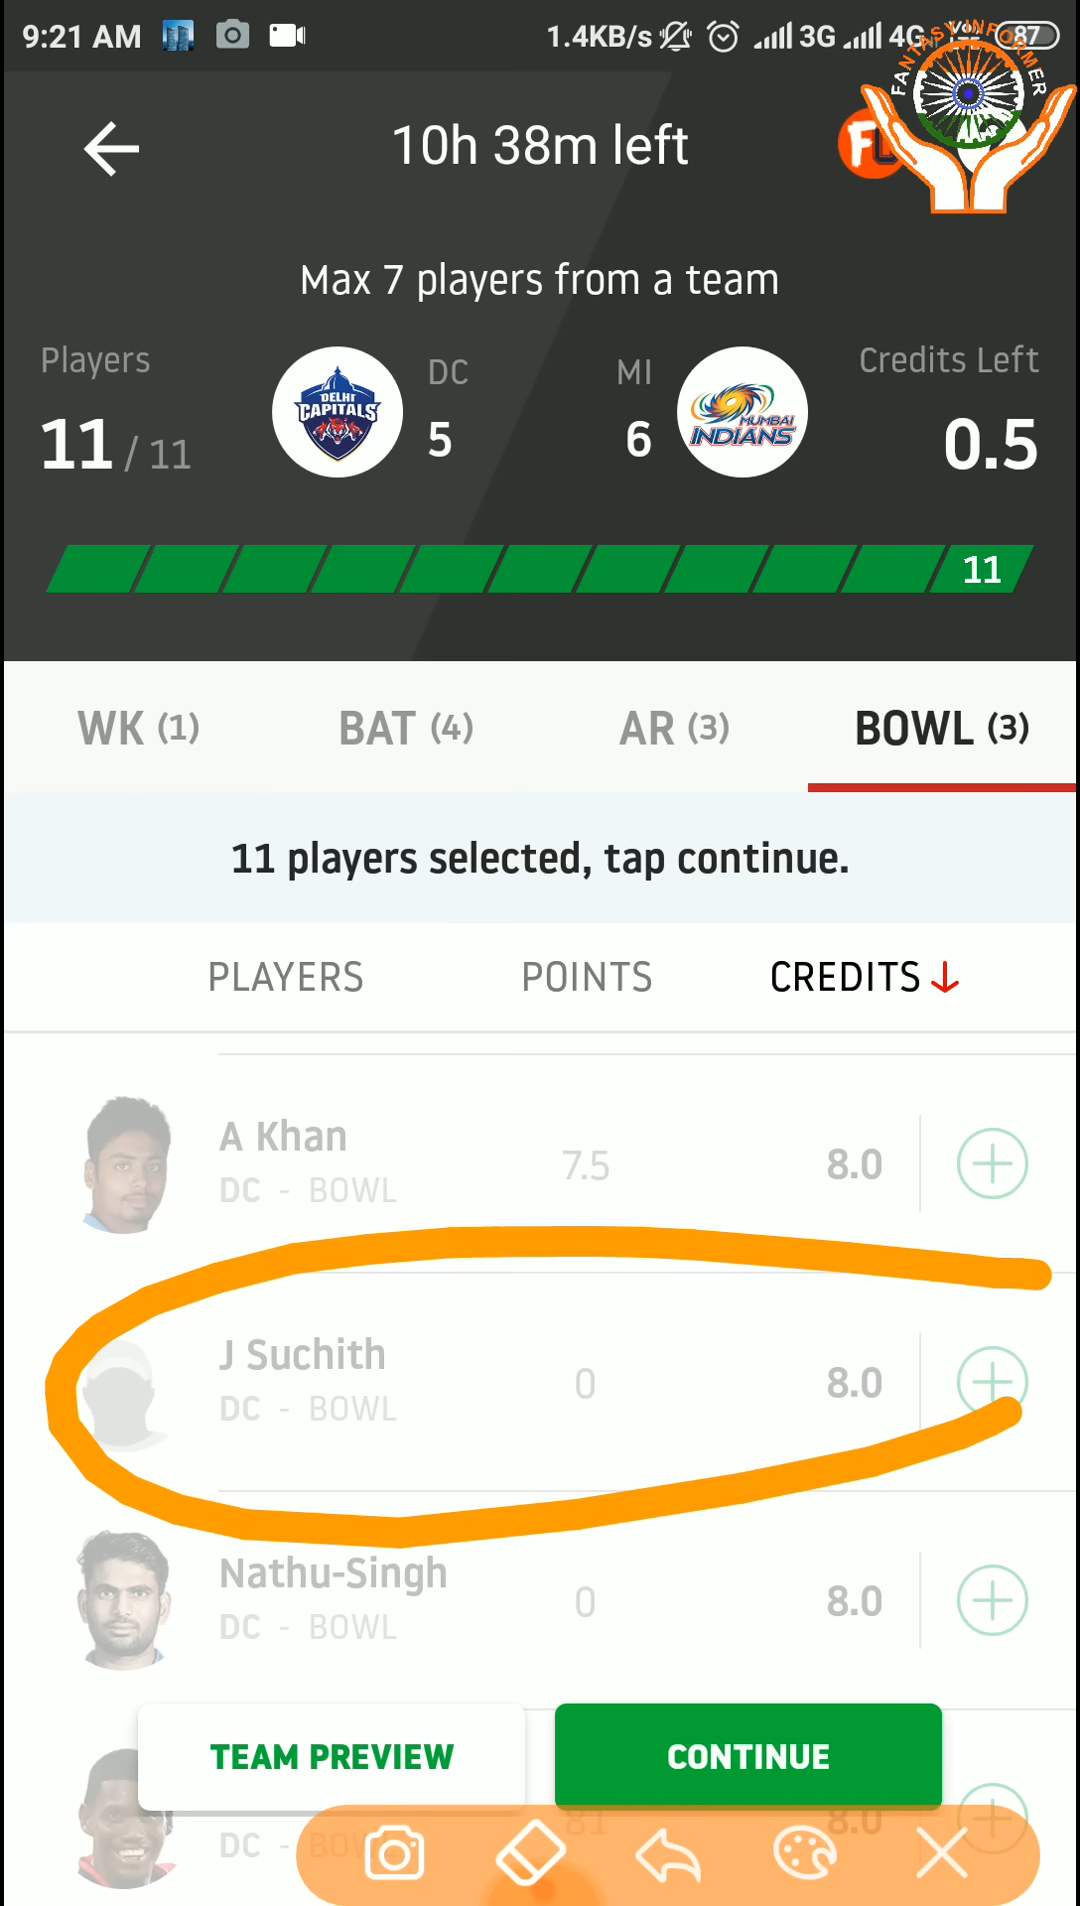 9:21 AM 1.4KB/s 3G 4G 87
FANTASY INFORMER
10h 38m left
Max 7 players from a team
Players DC MI Credits Left
DELHI CAPITALS
MUMBAI INDIANS
11 / 11 5 6 0.5
11
WK (1) BAT (4) AR (3) BOWL (3)
11 players selected, tap continue.
PLAYERS POINTS CREDITS
A Khan 7.5 8.0
DC - BOWL
J Suchith 0 8.0
DC - BOWL
Nathu-Singh 0 8.0
DC - BOWL
TEAM PREVIEW CONTINUE
81 8.0
DC - BOWL